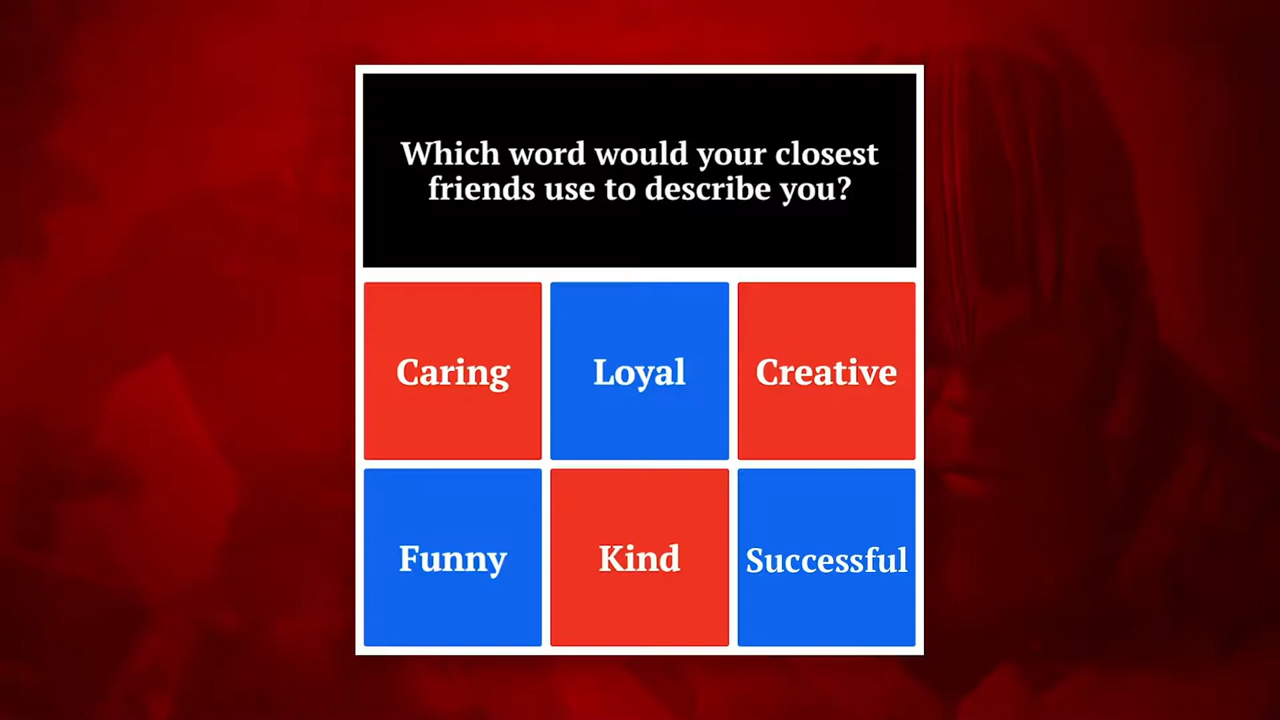 Which word would your closest
friends use to describe you?
Caring
Loyal
Creative
Funny
Kind
Successful